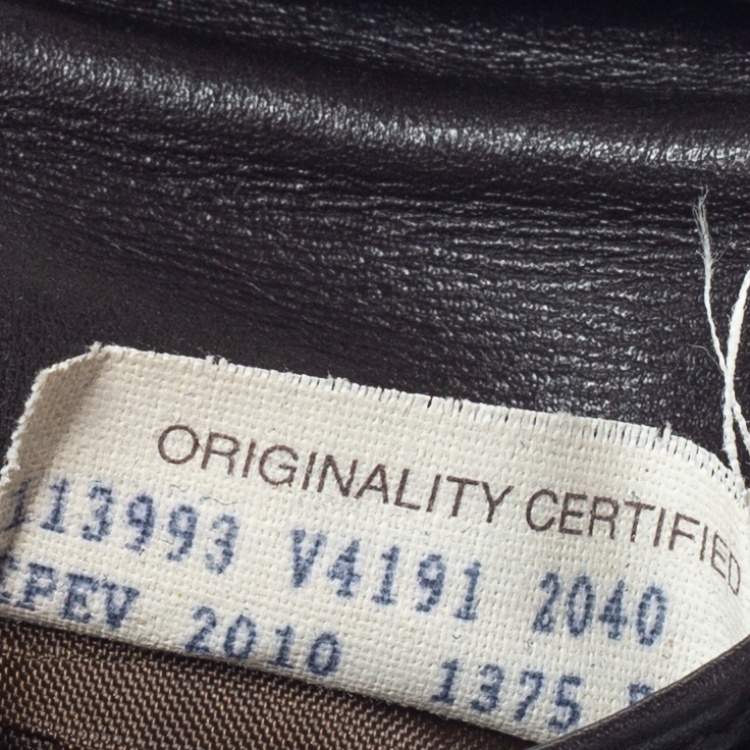 ORIGINALITY CERTIFIED
113993 V4191 2040
PEV 2010 1375